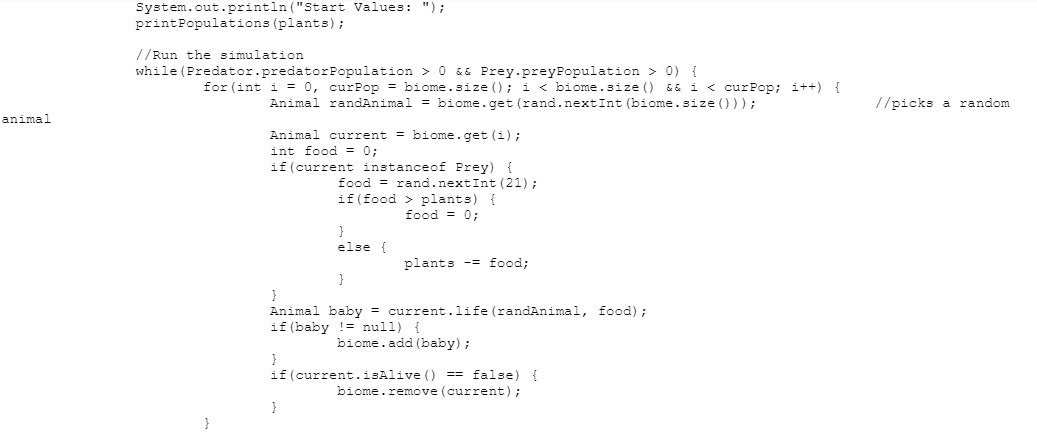 System.out.println("Start Values: ");
printPopulations(plants);
//Run the simulation
while(Predator.predatorPopulation > 0 && Prey.preyPopulation > 0) {
for(int i = 0, curPop = biome.size(); i < biome.size() && i < curPop; i++) {
Animal randAnimal = biome.get(rand.nextInt(biome.size())); //picks a random
animal
Animal current = biome.get(i);
int food = 0;
if(current instanceof Prey) {
food = rand.nextInt(21);
if(food > plants) {
food = 0;
}
else {
plants -= food;
}
}
Animal baby = current.life(randAnimal, food);
if(baby != null) {
biome.add(baby);
}
if(current.isAlive() == false) {
biome.remove(current);
}
}